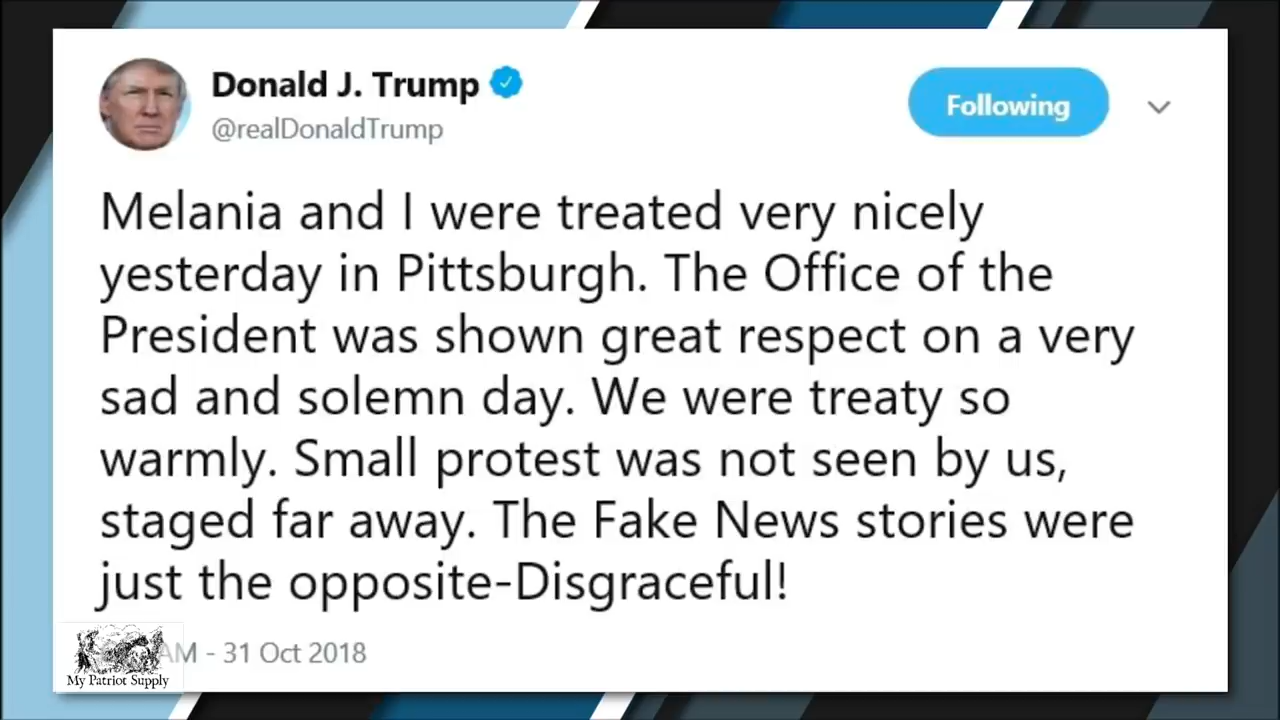 Donald J. Trump
@realDonaldTrump
Following
Melania and I were treated very nicely
yesterday in Pittsburgh. The Office of the
President was shown great respect on a very
sad and solemn day. We were treaty so
warmly. Small protest was not seen by us,
staged far away. The Fake News stories were
just the opposite-Disgraceful!
AM - 31 Oct 2018
My Patriot Supply